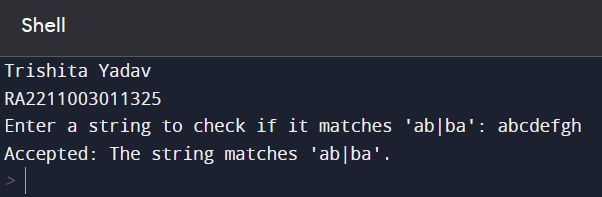 Shell
Trishita Yadav
RA2211003011325
Enter a string to check if it matches 'ab|ba': abcdefgh
Accepted: The string matches 'ab|ba'.
>